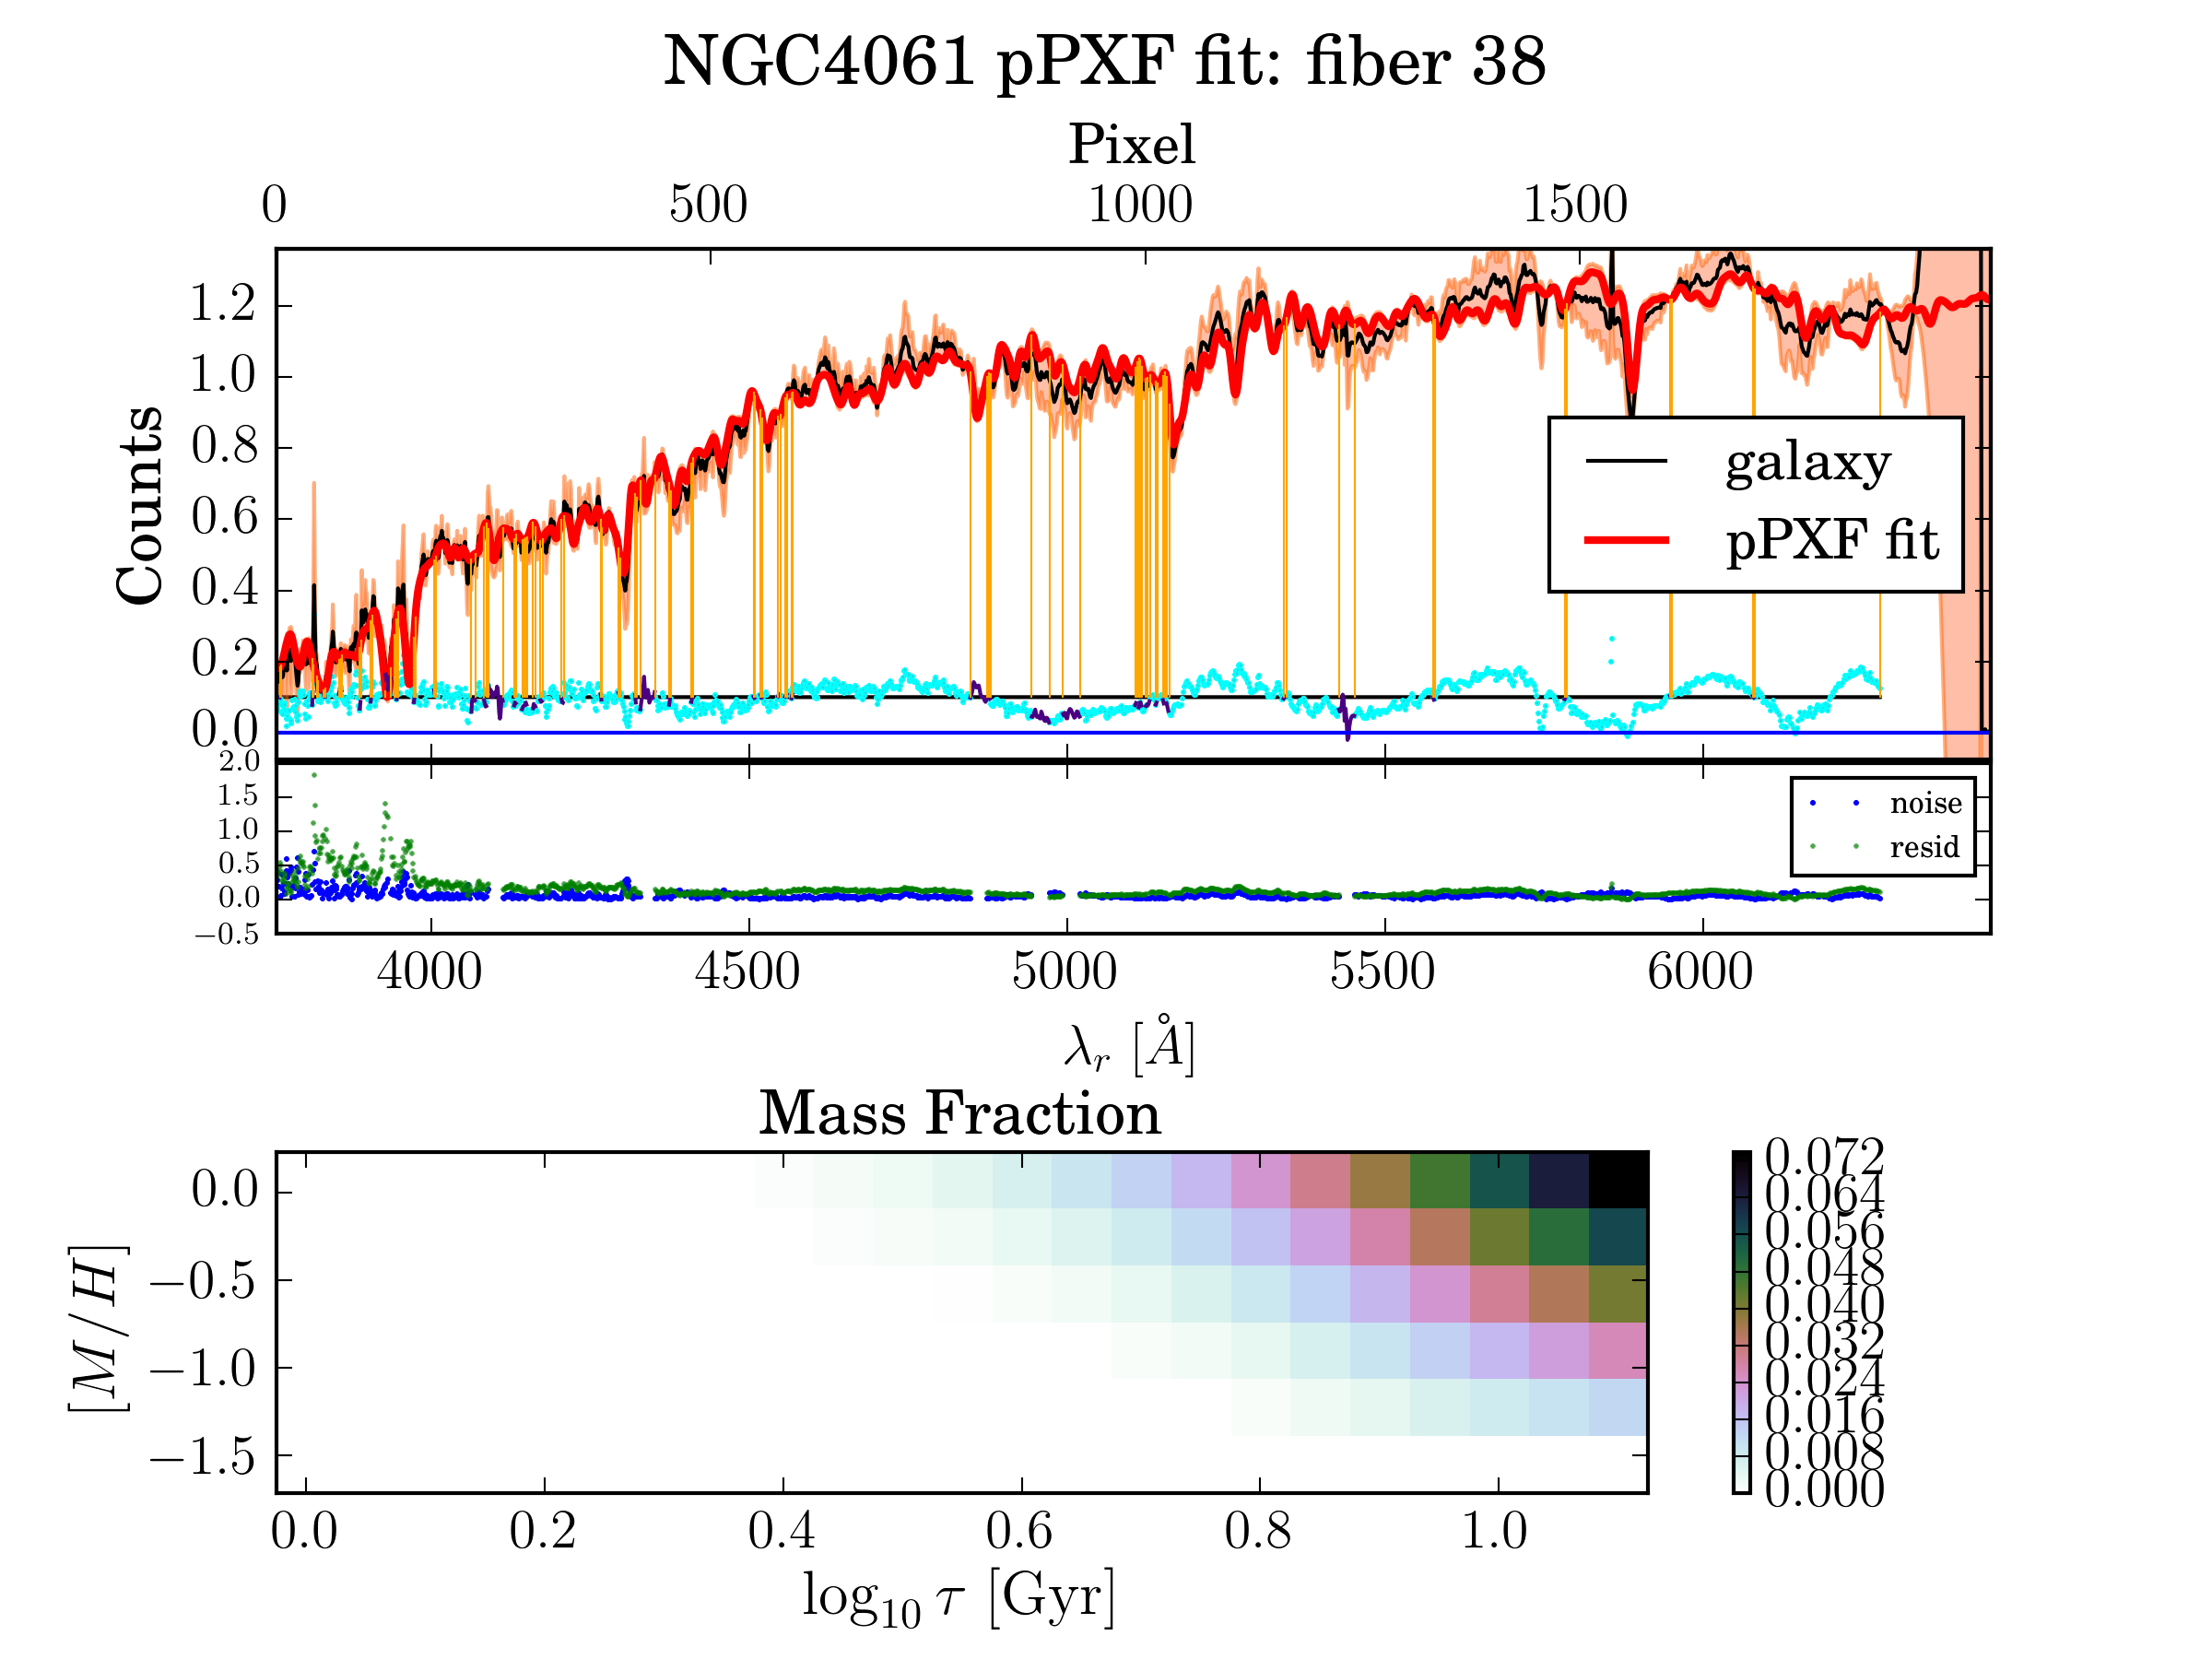 NGC4061 pPXF fit: fiber 38
Pixel
0 500 1000 1500
Counts
1.2
1.0
0.8
0.6
0.4
0.2
0.0
galaxy
pPXF fit
2.0
1.5
1.0
0.5
0.0
−0.5
noise
resid
4000 4500 5000 5500 6000
λr [Å]
Mass Fraction
[M/H]
0.0
−0.5
−1.0
−1.5
0.0 0.2 0.4 0.6 0.8 1.0
log10 τ [Gyr]
0.072
0.064
0.056
0.048
0.040
0.032
0.024
0.016
0.008
0.000